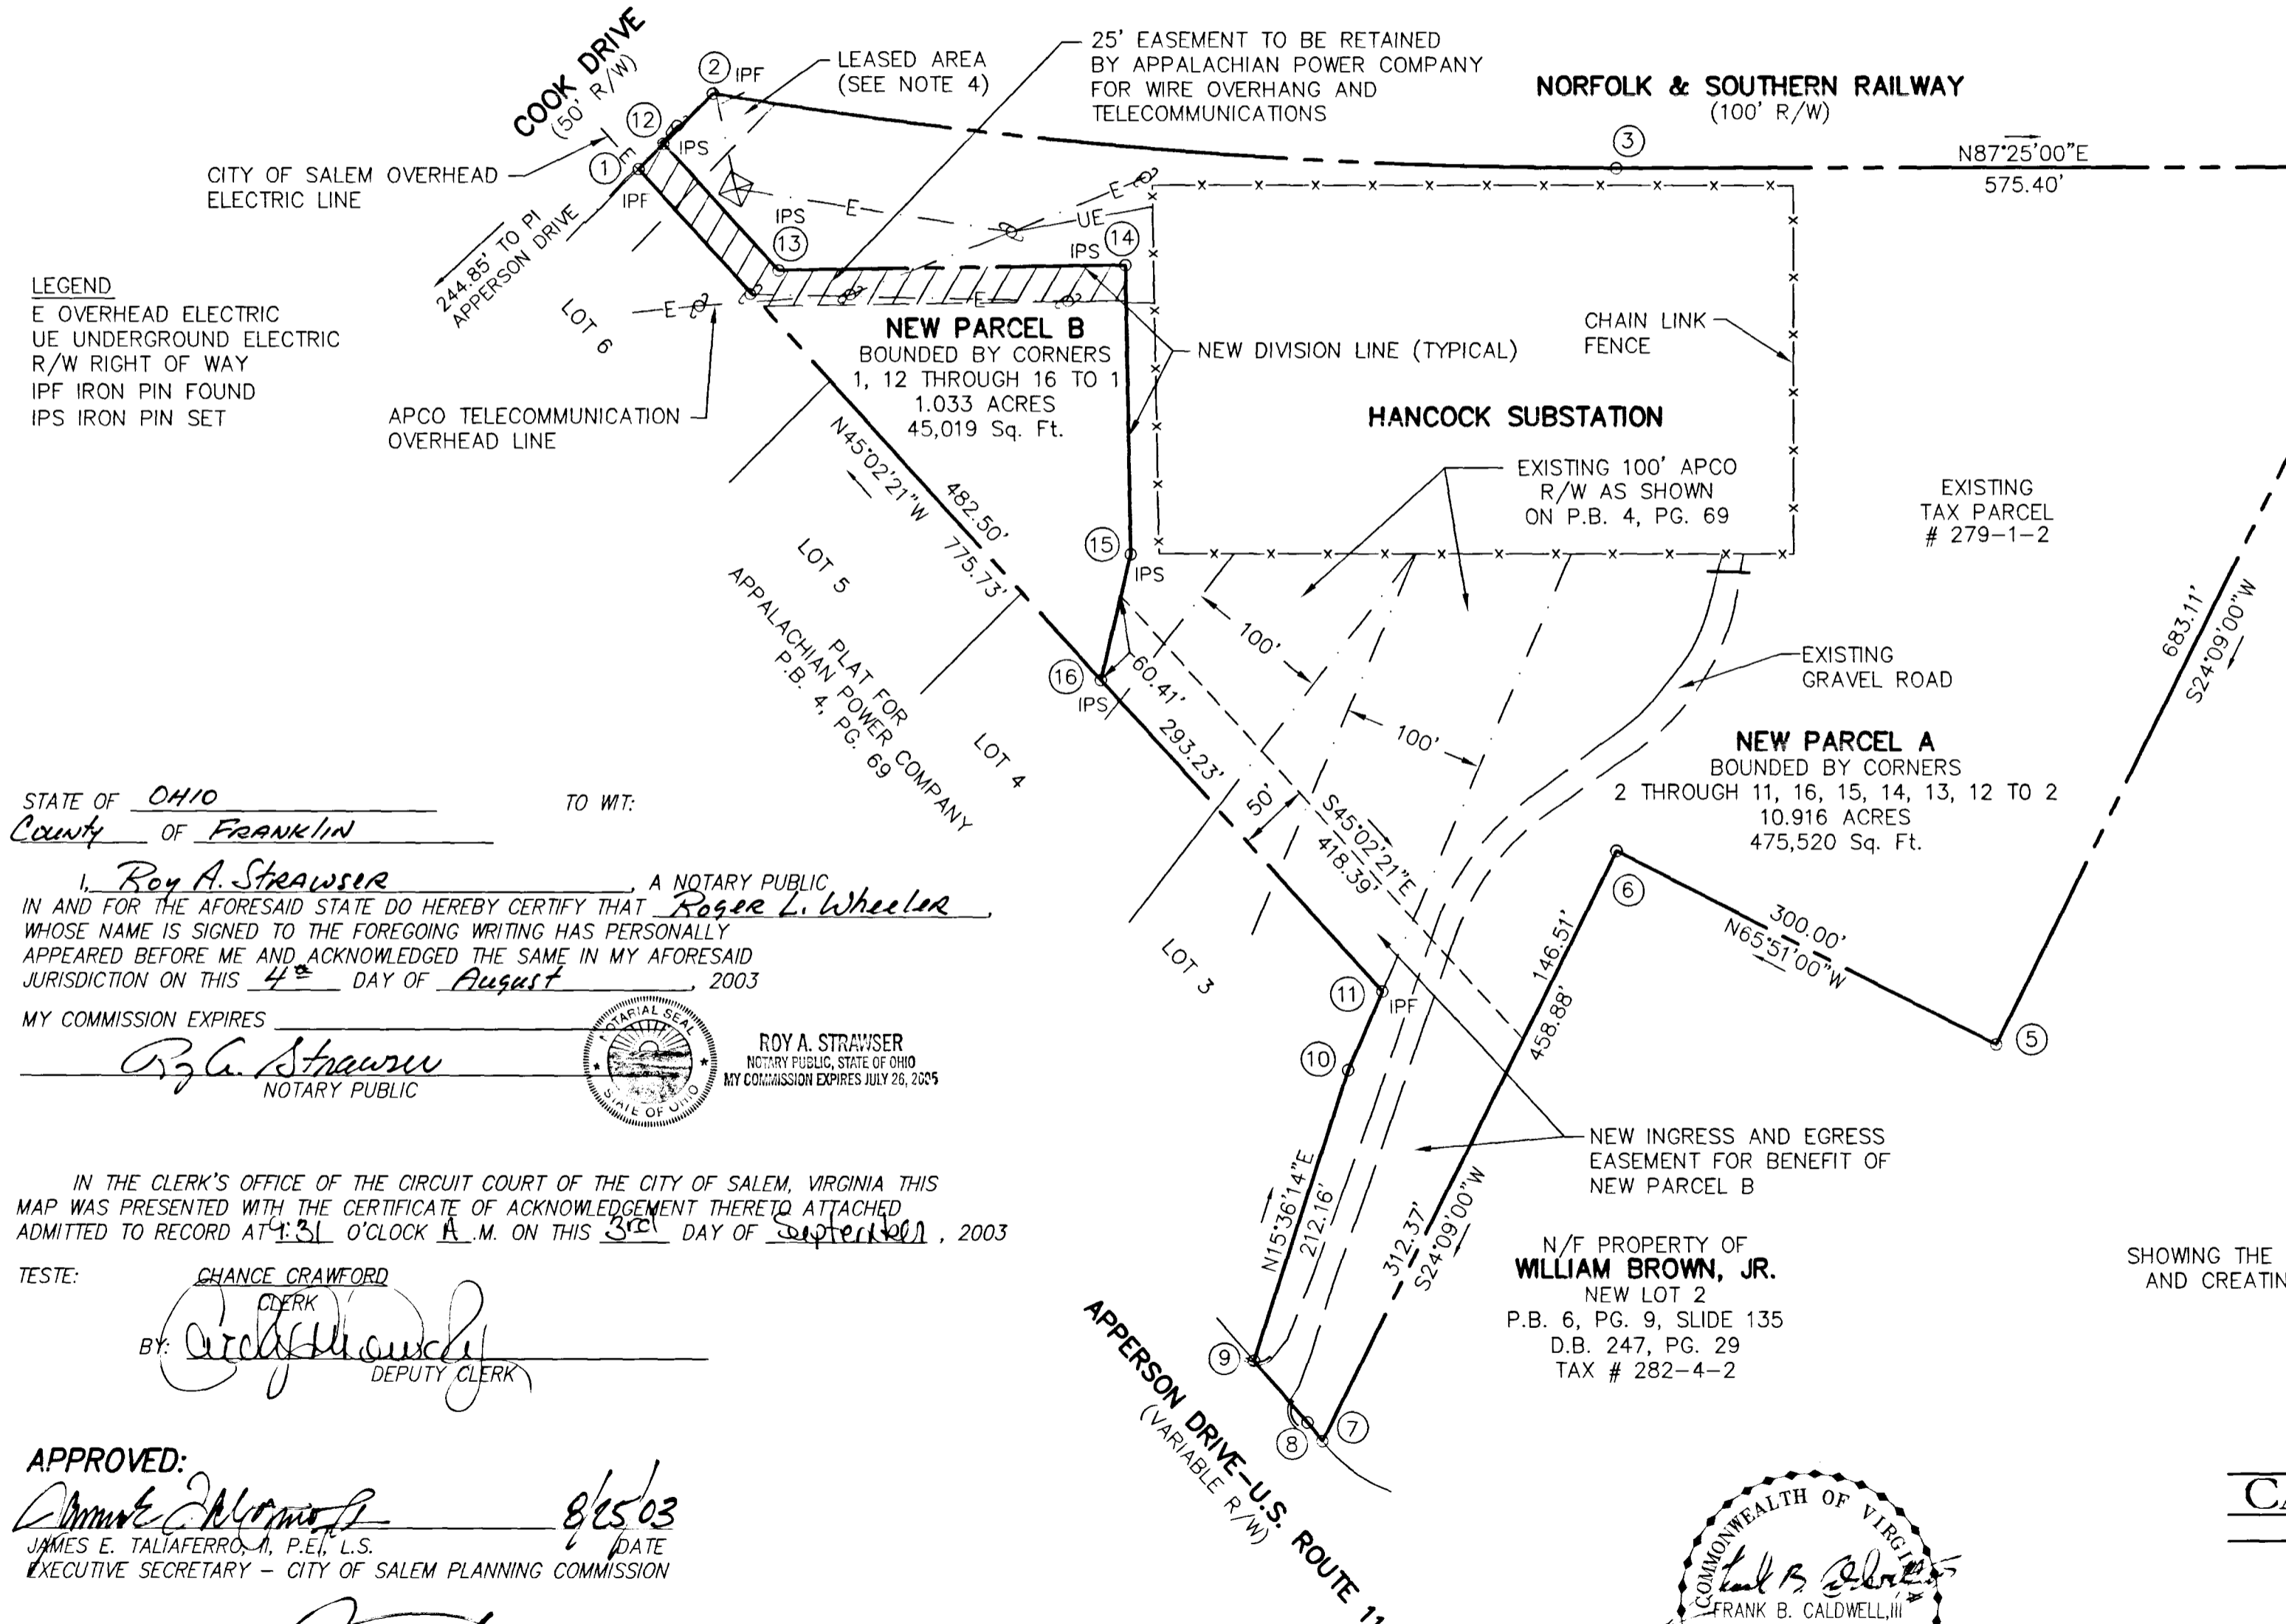 COOK DRIVE
(50' R/W)
2 IPF
LEASED AREA
(SEE NOTE 4)
25' EASEMENT TO BE RETAINED
BY APPALACHIAN POWER COMPANY
FOR WIRE OVERHANG AND
TELECOMMUNICATIONS
NORFOLK & SOUTHERN RAILWAY
(100' R/W)
3
N87°25'00"E
575.40'
12
IPS
E
1
IPF
CITY OF SALEM OVERHEAD
ELECTRIC LINE
244.85' TO PI
APPERSON DRIVE
IPS
13
E
E
UE
14
IPS
LEGEND
E OVERHEAD ELECTRIC
UE UNDERGROUND ELECTRIC
R/W RIGHT OF WAY
IPF IRON PIN FOUND
IPS IRON PIN SET
LOT 6
E
E
APCO TELECOMMUNICATION
OVERHEAD LINE
NEW PARCEL B
BOUNDED BY CORNERS
1, 12 THROUGH 16 TO 1
1.033 ACRES
45,019 Sq. Ft.
NEW DIVISION LINE (TYPICAL)
CHAIN LINK
FENCE
HANCOCK SUBSTATION
EXISTING 100' APCO
R/W AS SHOWN
ON P.B. 4, PG. 69
EXISTING
TAX PARCEL
# 279-1-2
N45°02'21"W
482.50'
775.73'
15
IPS
LOT 5
PLAT FOR
APPALACHIAN POWER COMPANY
P.B. 4, PG. 69
LOT 4
16
IPS
60.41'
293.23'
100'
100'
50'
S45°02'21"E
418.39'
683.11'
S24°09'00"W
EXISTING
GRAVEL ROAD
NEW PARCEL A
BOUNDED BY CORNERS
2 THROUGH 11, 16, 15, 14, 13, 12 TO 2
10.916 ACRES
475,520 Sq. Ft.
6
300.00'
N65°51'00"W
5
146.51'
458.88'
LOT 3
11
IPF
10
N15°36'14"E
212.16'
312.37'
S24°09'00"W
NEW INGRESS AND EGRESS
EASEMENT FOR BENEFIT OF
NEW PARCEL B
N/F PROPERTY OF
WILLIAM BROWN, JR.
NEW LOT 2
P.B. 6, PG. 9, SLIDE 135
D.B. 247, PG. 29
TAX # 282-4-2
9
8
7
APPERSON DRIVE-U.S. ROUTE 11
(VARIABLE R/W)
SHOWING THE
AND CREATIN
STATE OF OHIO TO WIT:
County OF FRANKLIN
I, Roy A. Strawser, A NOTARY PUBLIC
IN AND FOR THE AFORESAID STATE DO HEREBY CERTIFY THAT Roger L. Wheeler,
WHOSE NAME IS SIGNED TO THE FOREGOING WRITING HAS PERSONALLY
APPEARED BEFORE ME AND ACKNOWLEDGED THE SAME IN MY AFORESAID
JURISDICTION ON THIS 4th DAY OF August, 2003
MY COMMISSION EXPIRES
Roy A. Strawser
NOTARY PUBLIC
NOTARIAL SEAL
STATE OF OHIO
ROY A. STRAWSER
NOTARY PUBLIC, STATE OF OHIO
MY COMMISSION EXPIRES JULY 26, 2005
IN THE CLERK'S OFFICE OF THE CIRCUIT COURT OF THE CITY OF SALEM, VIRGINIA THIS
MAP WAS PRESENTED WITH THE CERTIFICATE OF ACKNOWLEDGEMENT THERETO ATTACHED
ADMITTED TO RECORD AT 9:31 O'CLOCK A.M. ON THIS 3rd DAY OF September, 2003
TESTE:
CHANCE CRAWFORD
CLERK
BY:
DEPUTY CLERK
APPROVED:
8/25/03
JAMES E. TALIAFERRO, II, P.E., L.S. DATE
EXECUTIVE SECRETARY - CITY OF SALEM PLANNING COMMISSION
COMMONWEALTH OF VIRGINIA
FRANK B. CALDWELL, III
CA